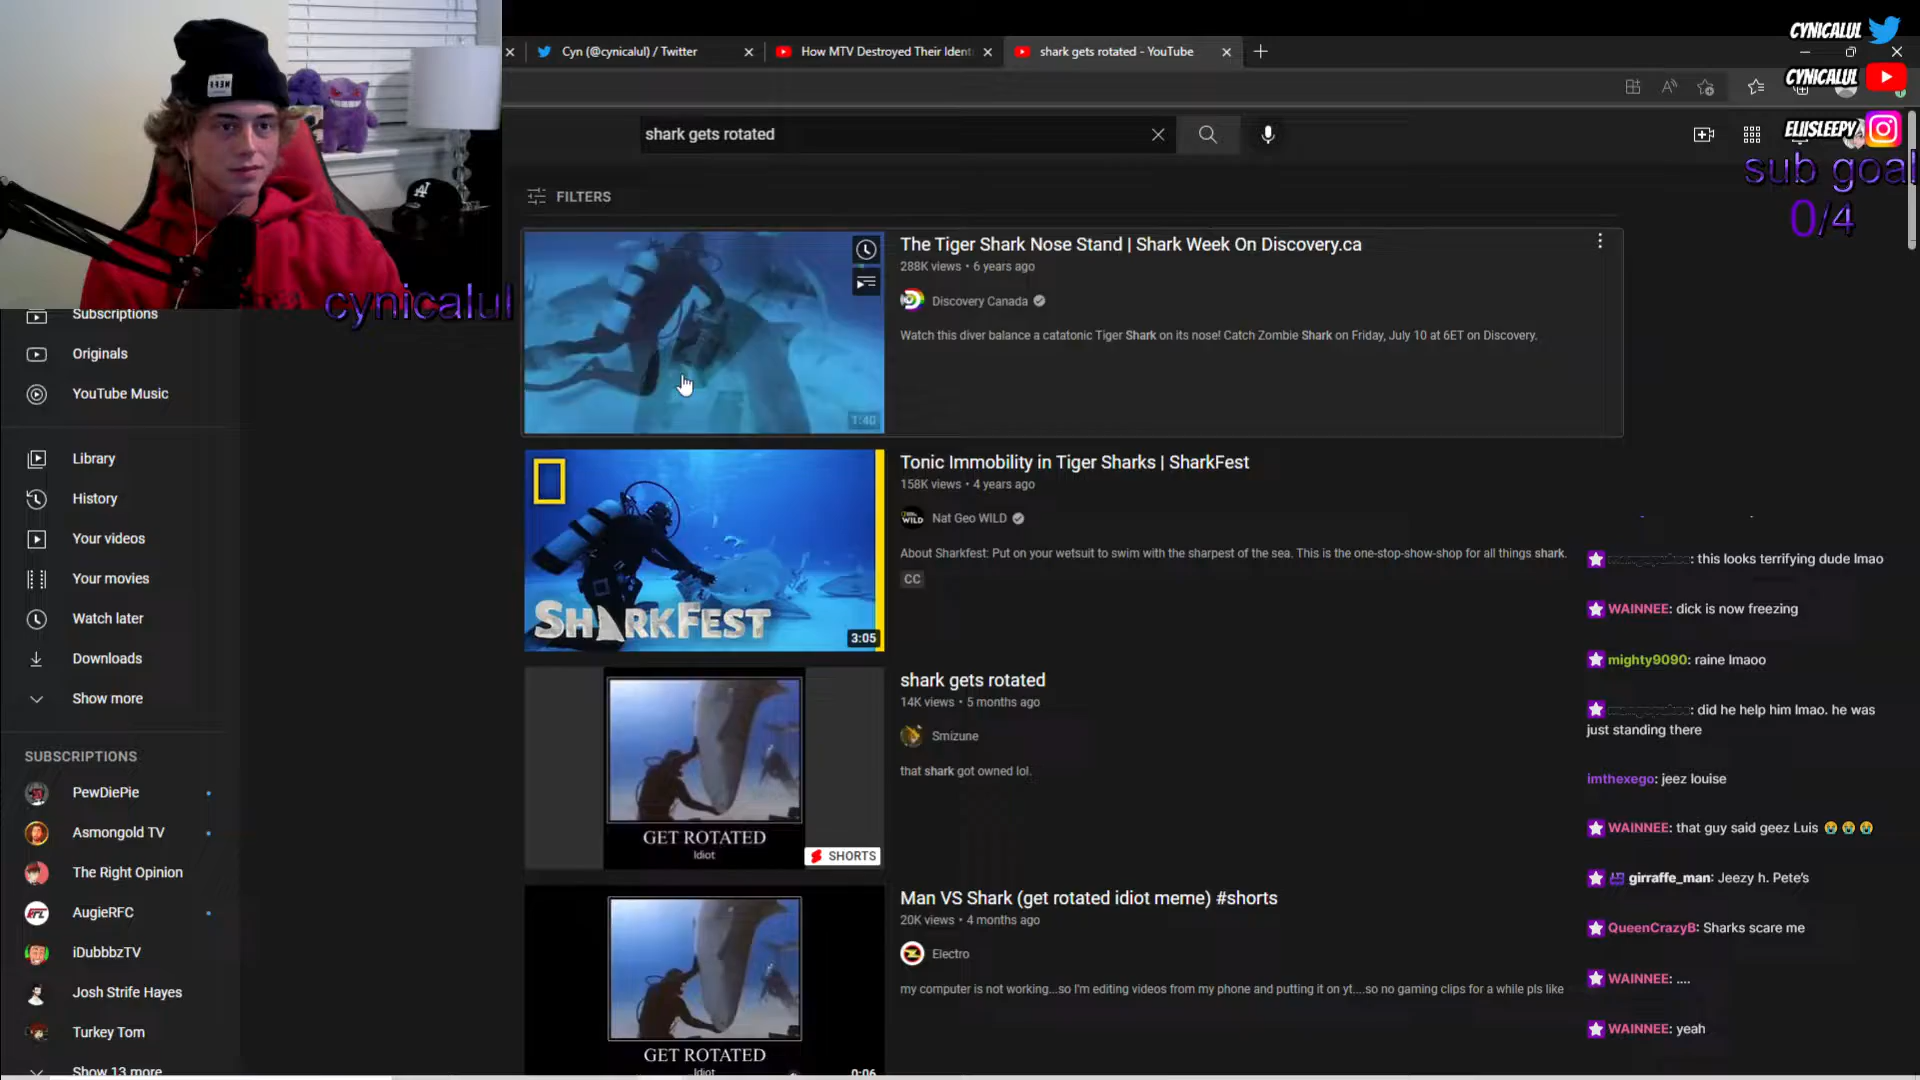 Cyn (@cynicalul) / Twitter
How MTV Destroyed Their Ident
shark gets rotated - YouTube
CYNICALUL
CYNICALUL
ELIISLEEPY
sub goal
0/4
shark gets rotated
FILTERS
NEFF
LA
cynicalul
Subscriptions
Originals
YouTube Music
Library
History
Your videos
Your movies
Watch later
Downloads
Show more
SUBSCRIPTIONS
PewDiePie
Asmongold TV
The Right Opinion
AugieRFC
iDubbbzTV
Josh Strife Hayes
Turkey Tom
Show 13 more
1:40
The Tiger Shark Nose Stand | Shark Week On Discovery.ca
288K views • 6 years ago
Discovery Canada
Watch this diver balance a catatonic Tiger Shark on its nose! Catch Zombie Shark on Friday, July 10 at 6ET on Discovery.
SHARKFEST
3:05
Tonic Immobility in Tiger Sharks | SharkFest
158K views • 4 years ago
WILD
Nat Geo WILD
About Sharkfest: Put on your wetsuit to swim with the sharpest of the sea. This is the one-stop-show-shop for all things shark.
CC
GET ROTATED
Idiot
SHORTS
shark gets rotated
14K views • 5 months ago
Smizune
that shark got owned lol.
GET ROTATED
Idiot
0:06
Man VS Shark (get rotated idiot meme) #shorts
20K views • 4 months ago
Electro
my computer is not working...so I'm editing videos from my phone and putting it on yt....so no gaming clips for a while pls like
: this looks terrifying dude lmao
WAINNEE: dick is now freezing
mighty9090: raine lmaoo
: did he help him lmao. he was
just standing there
imthexego: jeez louise
WAINNEE: that guy said geez Luis 😭 😭 😭
girraffe_man: Jeezy h. Pete's
QueenCrazyB: Sharks scare me
WAINNEE: ....
WAINNEE: yeah